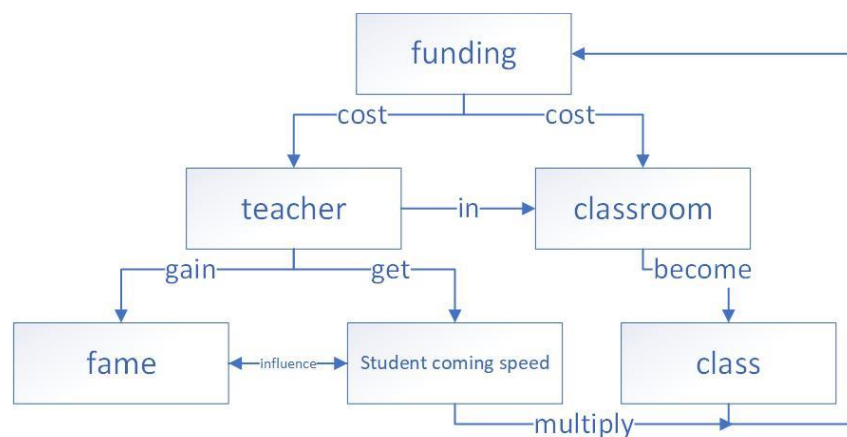 funding
cost
cost
teacher
in
classroom
gain
get
become
fame
influence
Student coming speed
class
multiply